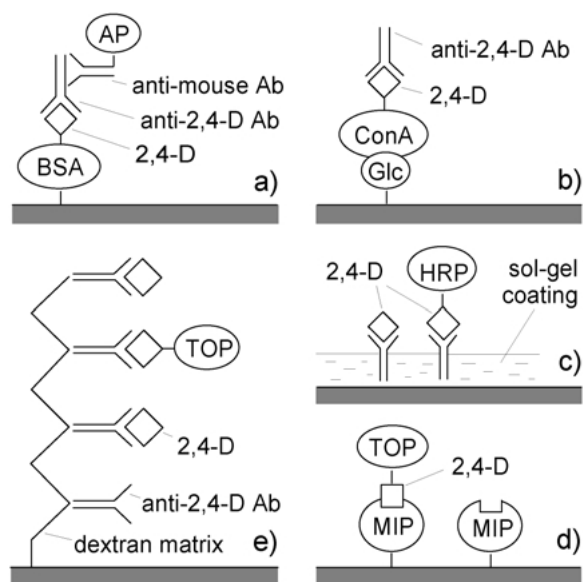 AP
anti-mouse Ab
anti-2,4-D Ab
2,4-D
BSA
a)
anti-2,4-D Ab
2,4-D
ConA
Glc
b)
2,4-D
HRP
sol-gel
coating
c)
TOP
2,4-D
MIP
MIP
d)
TOP
2,4-D
anti-2,4-D Ab
dextran matrix
e)